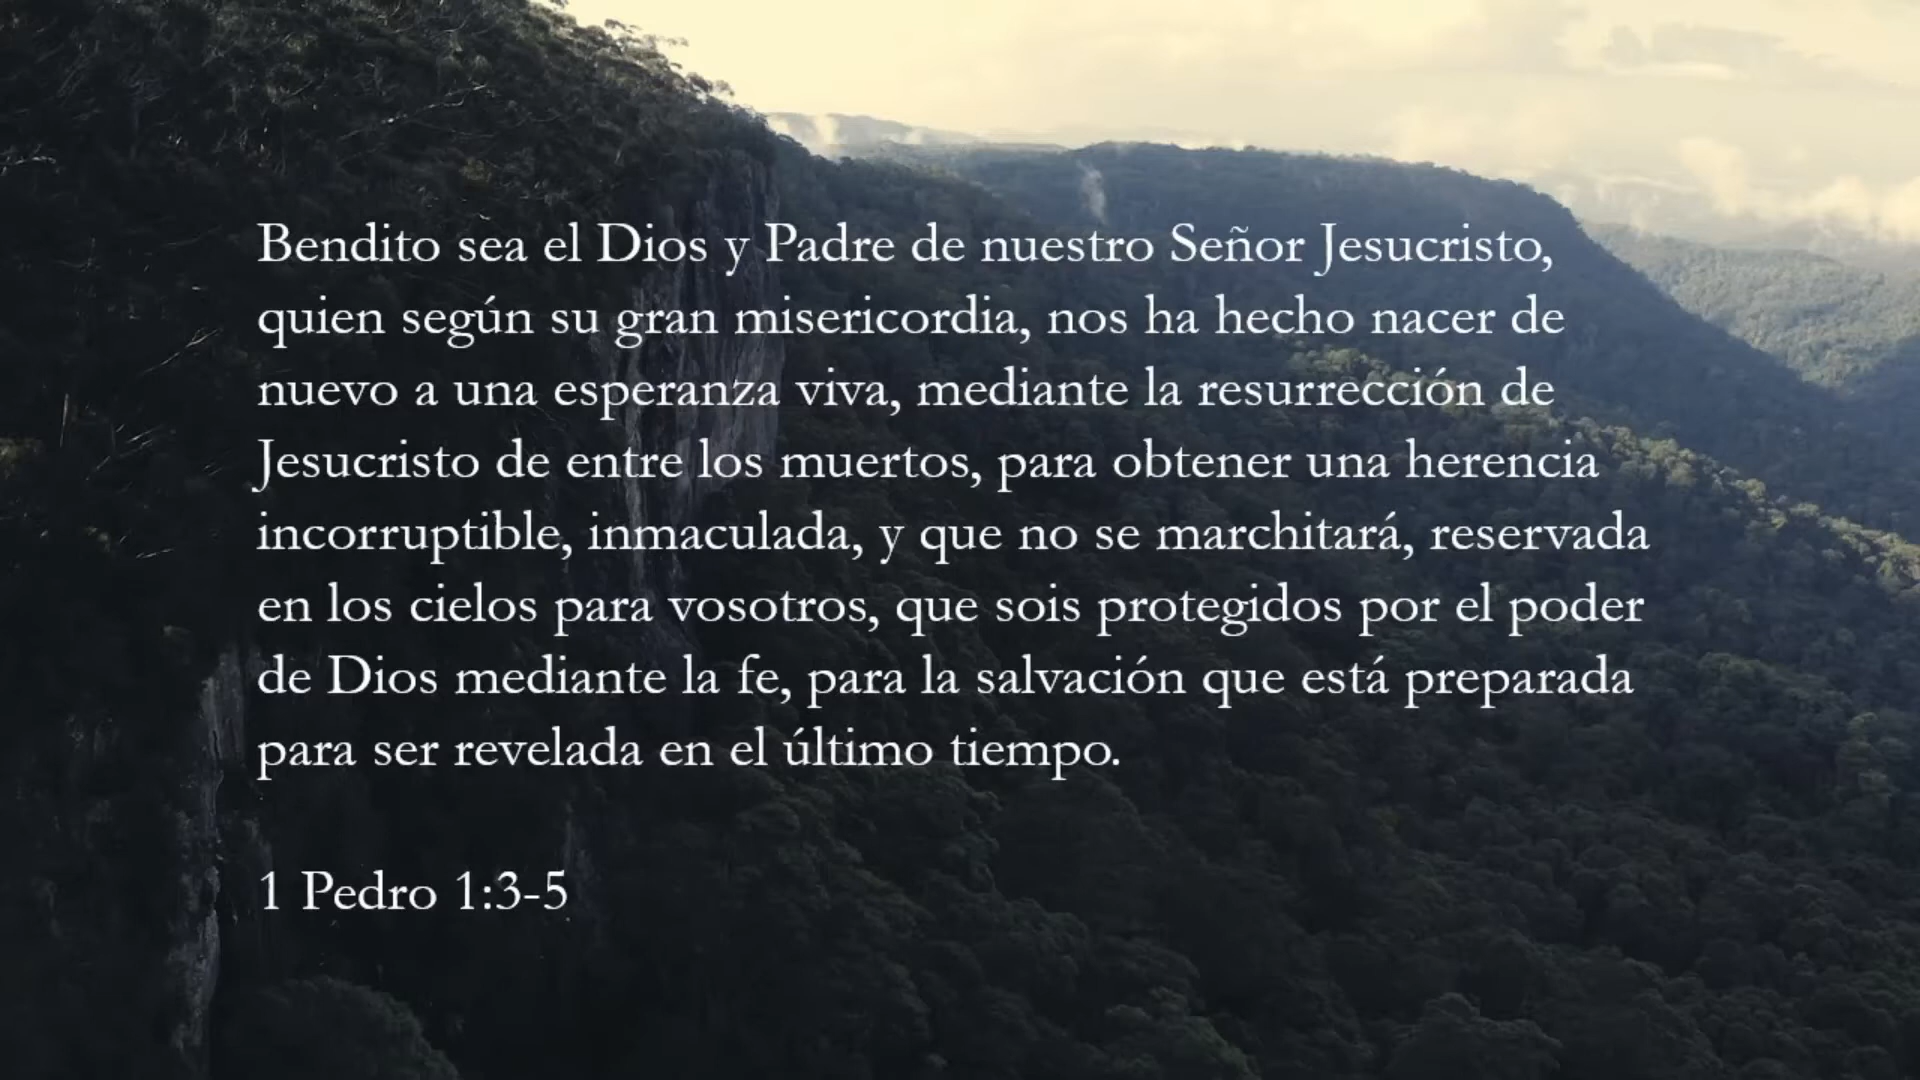 Bendito sea el Dios y Padre de nuestro Señor Jesucristo,
quien según su gran misericordia, nos ha hecho nacer de
nuevo a una esperanza viva, mediante la resurrección de
Jesucristo de entre los muertos, para obtener una herencia
incorruptible, inmaculada, y que no se marchitará, reservada
en los cielos para vosotros, que sois protegidos por el poder
de Dios mediante la fe, para la salvación que está preparada
para ser revelada en el último tiempo.
1 Pedro 1:3-5